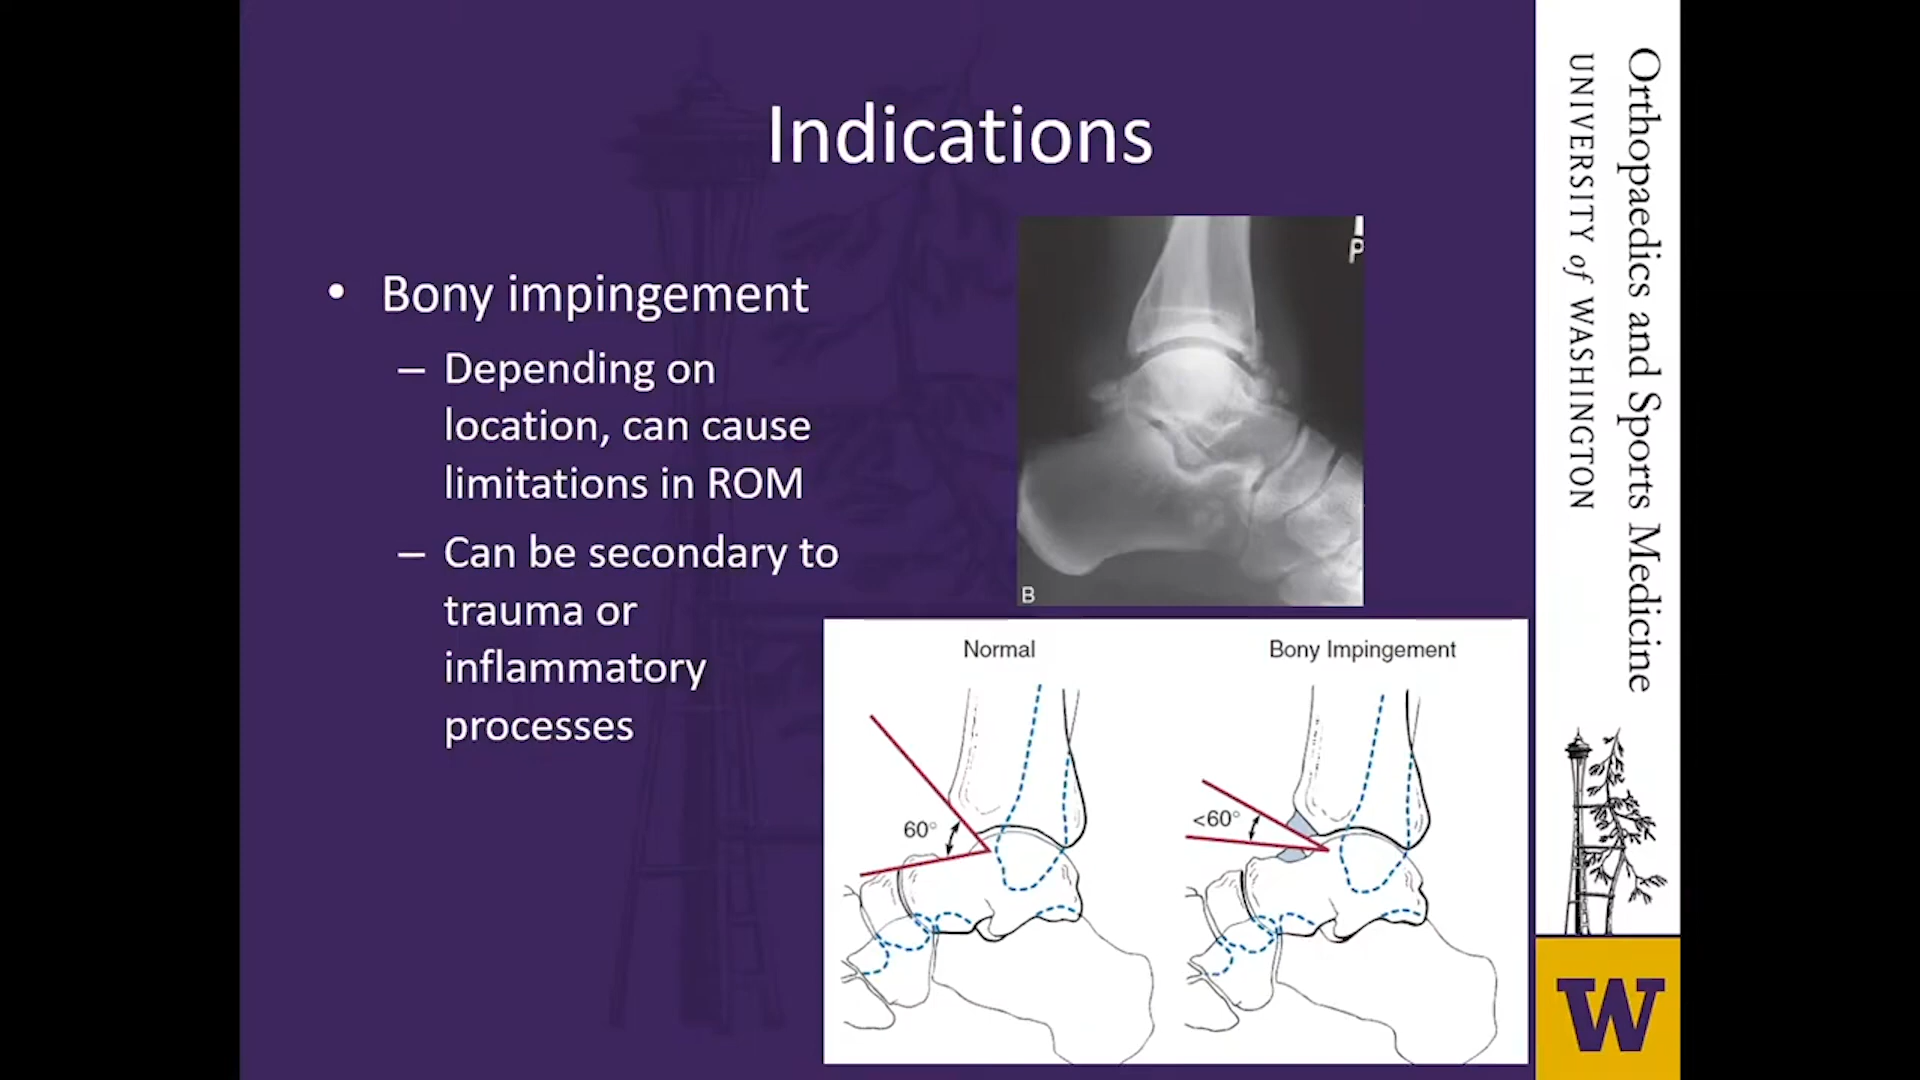 Indications
• Bony impingement
– Depending on
location, can cause
limitations in ROM
– Can be secondary to
trauma or
inflammatory
processes
P
B
Normal
Bony Impingement
60°
<60°
Orthopaedics and Sports Medicine
UNIVERSITY of WASHINGTON
W